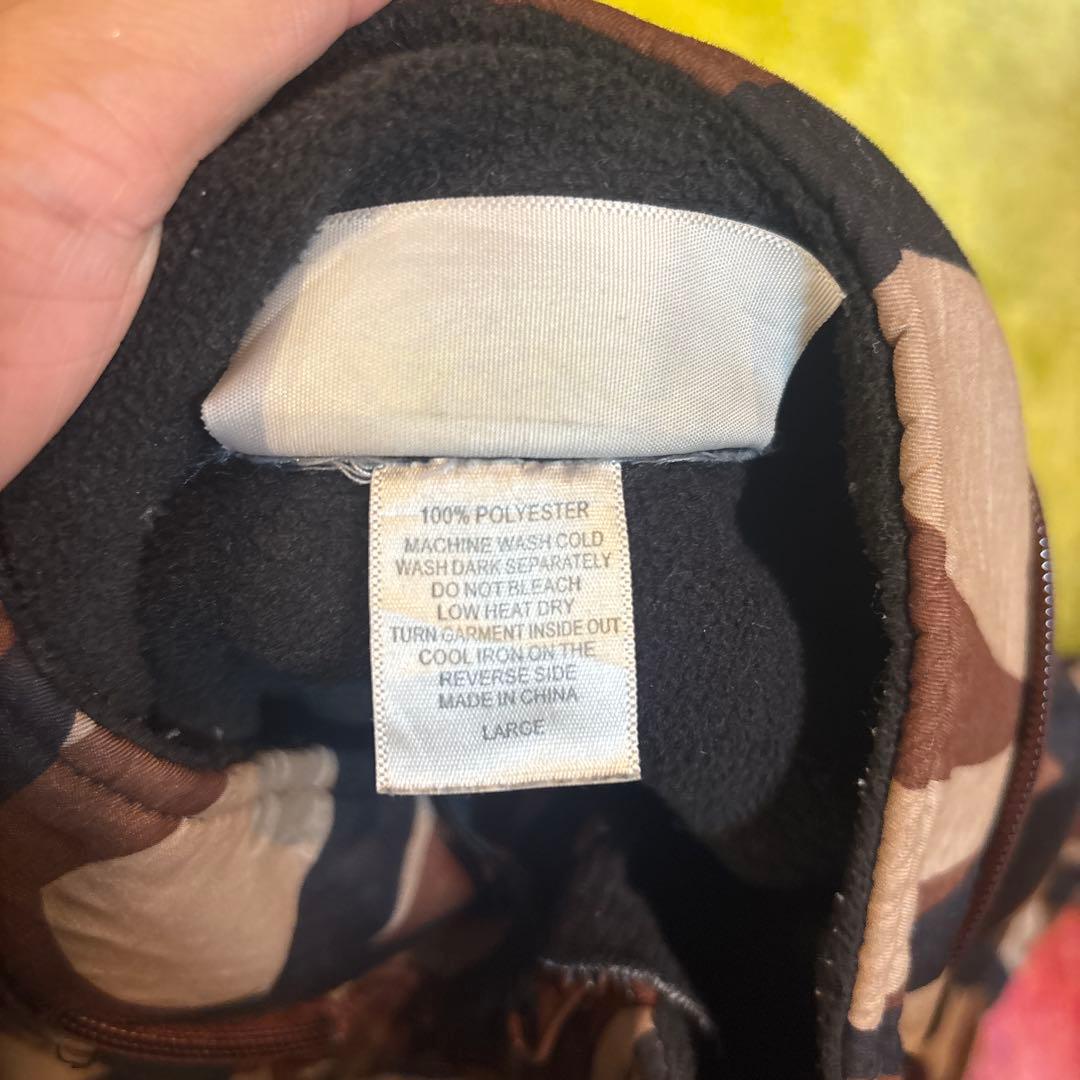 100% POLYESTER
MACHINE WASH COLD
WASH DARK SEPARATELY
DO NOT BLEACH
LOW HEAT DRY
TURN GARMENT INSIDE OUT
COOL IRON ON THE
REVERSE SIDE
MADE IN CHINA
LARGE